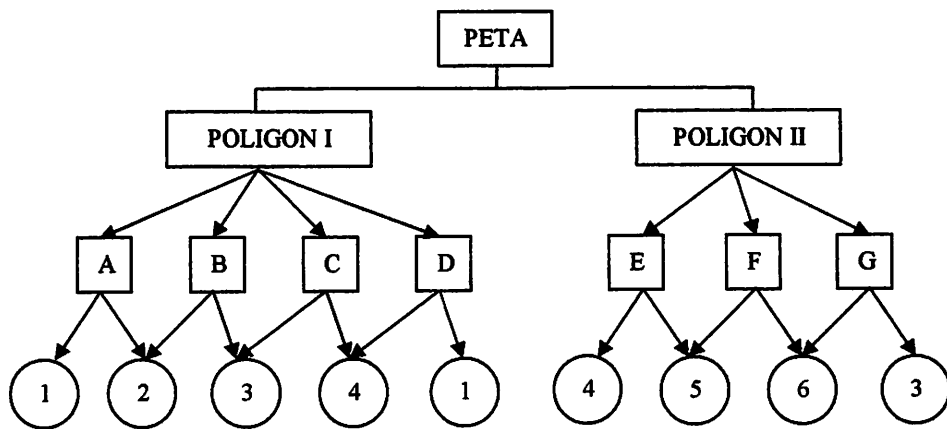 PETA
POLIGON I POLIGON II
A B C D E F G
1 2 3 4 1 4 5 6 3